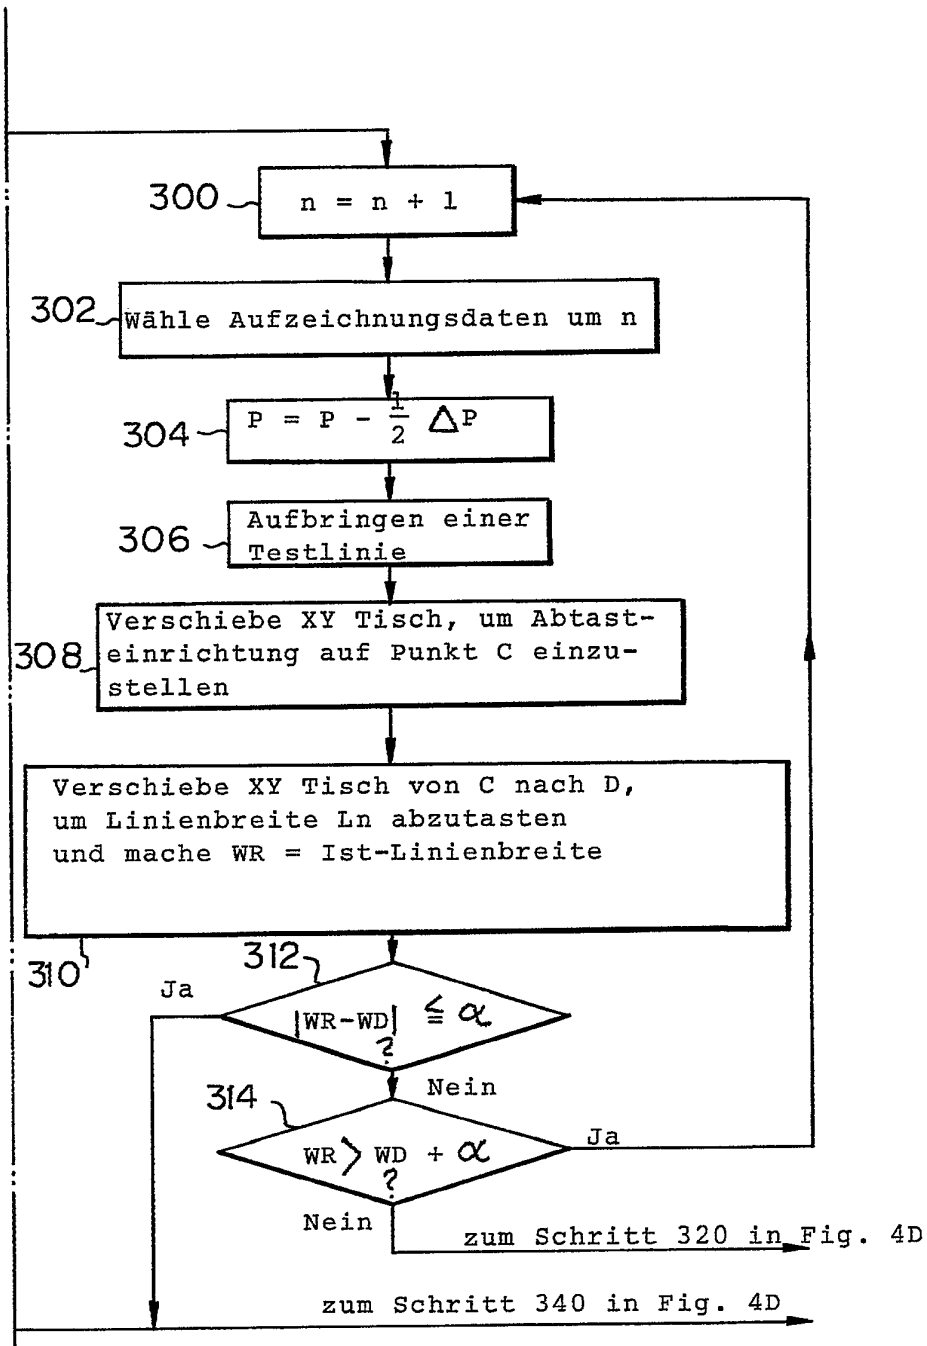 300
n = n + 1
302
Wähle Aufzeichnungsdaten um n
304
P = P - 1/2 △P
306
Aufbringen einer
Testlinie
308
Verschiebe XY Tisch, um Abtast-
einrichtung auf Punkt C einzu-
stellen
Verschiebe XY Tisch von C nach D,
um Linienbreite Ln abzutasten
und mache WR = Ist-Linienbreite
310
312
Ja
|WR-WD| ≦ α
?
Nein
314
WR > WD + α
?
Ja
Nein
zum Schritt 320 in Fig. 4D
zum Schritt 340 in Fig. 4D